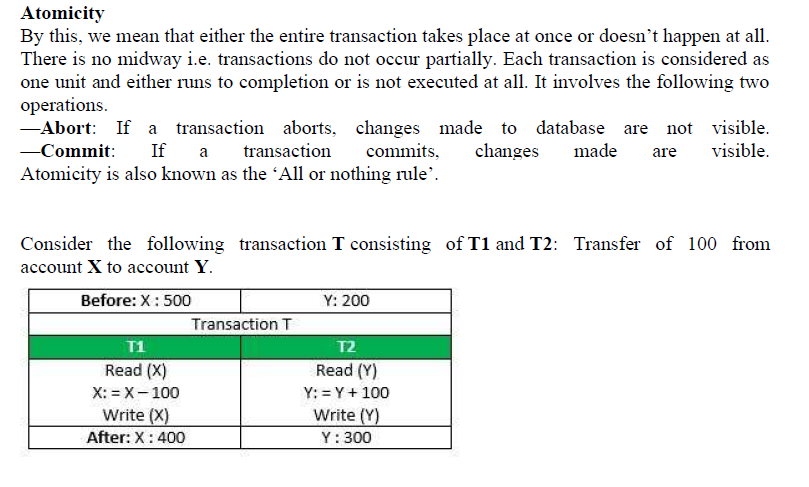 Atomicity
By this, we mean that either the entire transaction takes place at once or doesn’t happen at all.
There is no midway i.e. transactions do not occur partially. Each transaction is considered as
one unit and either runs to completion or is not executed at all. It involves the following two
operations.
—Abort: If a transaction aborts, changes made to database are not visible.
—Commit: If a transaction commits, changes made are visible.
Atomicity is also known as the ‘All or nothing rule’.
Consider the following transaction T consisting of T1 and T2: Transfer of 100 from
account X to account Y.
Before: X : 500 Y: 200
Transaction T
T1 T2
Read (X) Read (Y)
X: = X – 100 Y: = Y + 100
Write (X) Write (Y)
After: X : 400 Y : 300